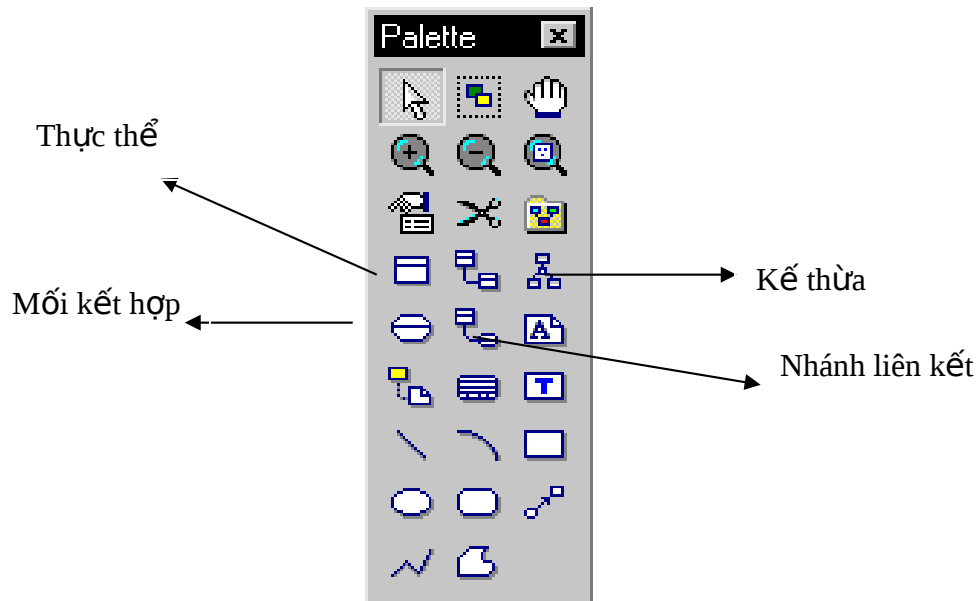 Palette
Thực thể
Mối kết hợp
Kế thừa
Nhánh liên kết
A
T